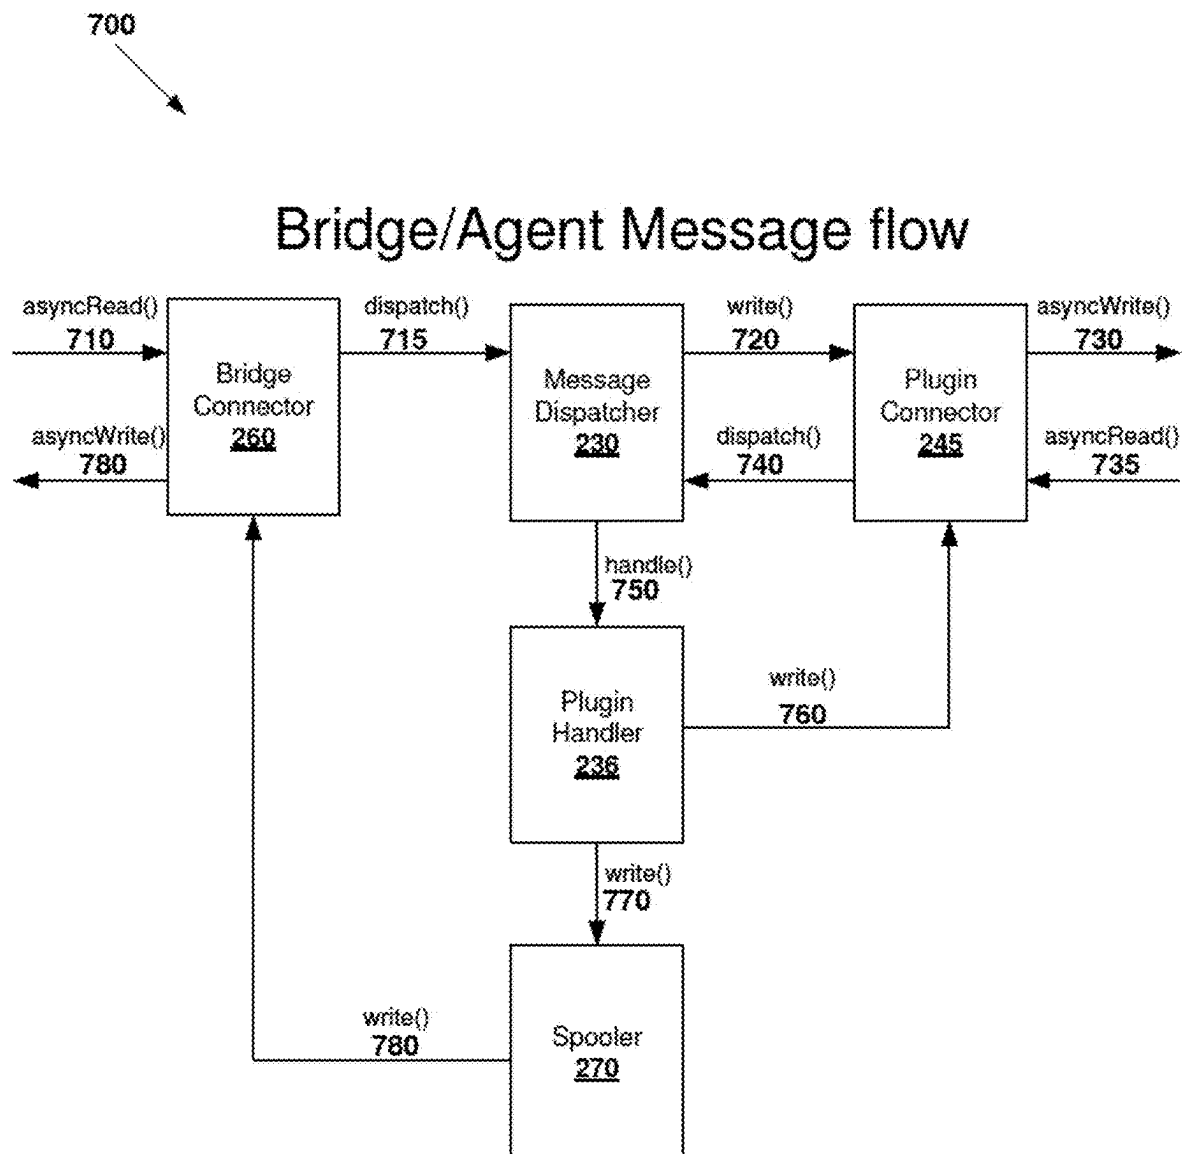 700
Bridge/Agent Message flow
asyncRead()
710
dispatch()
715
write()
720
asyncWrite()
730
Bridge
Connector
260
Message
Dispatcher
230
Plugin
Connector
245
asyncWrite()
780
dispatch()
740
asyncRead()
735
handle()
750
Plugin
Handler
236
write()
760
write()
770
write()
780
Spooler
270